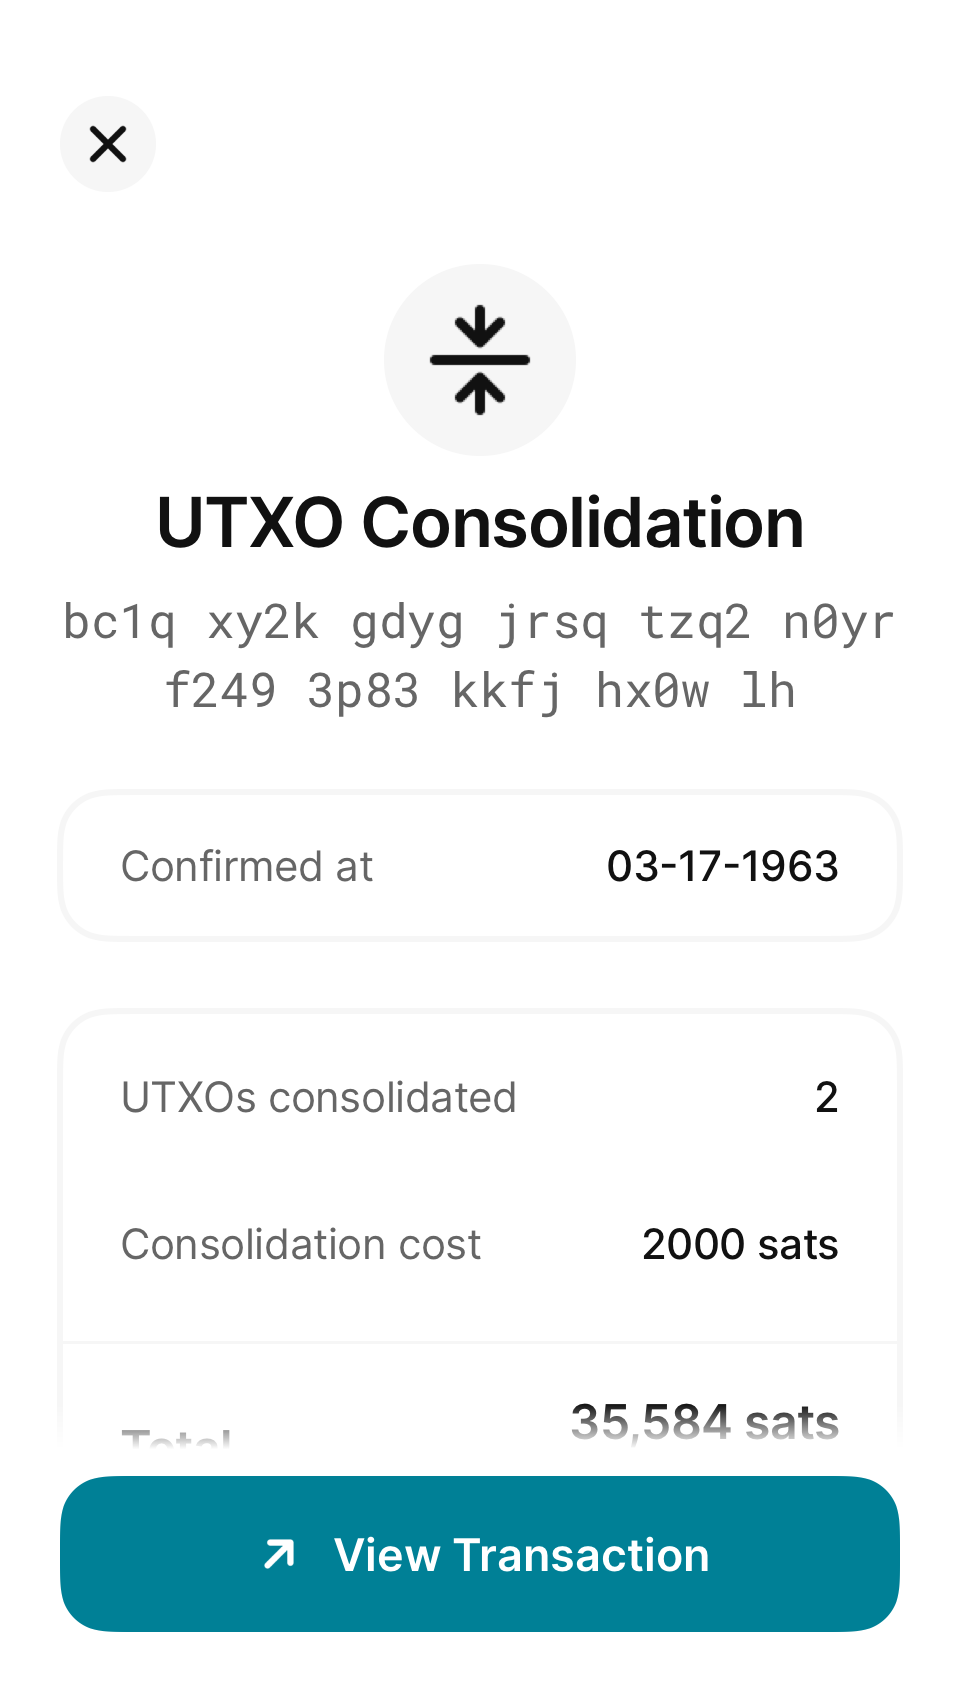 UTXO Consolidation
bc1q xy2k gdyg jrsq tzq2 n0yr
f249 3p83 kkfj hx0w lh
Confirmed at 03-17-1963
UTXOs consolidated 2
Consolidation cost 2000 sats
35,584 sats
Total
View Transaction